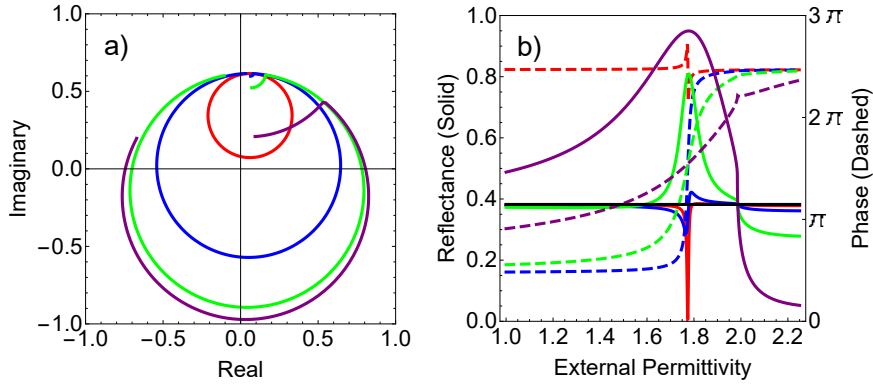 a)
Imaginary
1.0
0.5
0.0
−0.5
−1.0
−1.0 −0.5 0.0 0.5 1.0
Real
b)
Reflectance (Solid)
1.0
0.8
0.6
0.4
0.2
0.0
3 π
2 π
π
0
Phase (Dashed)
1.0 1.2 1.4 1.6 1.8 2.0 2.2
External Permittivity